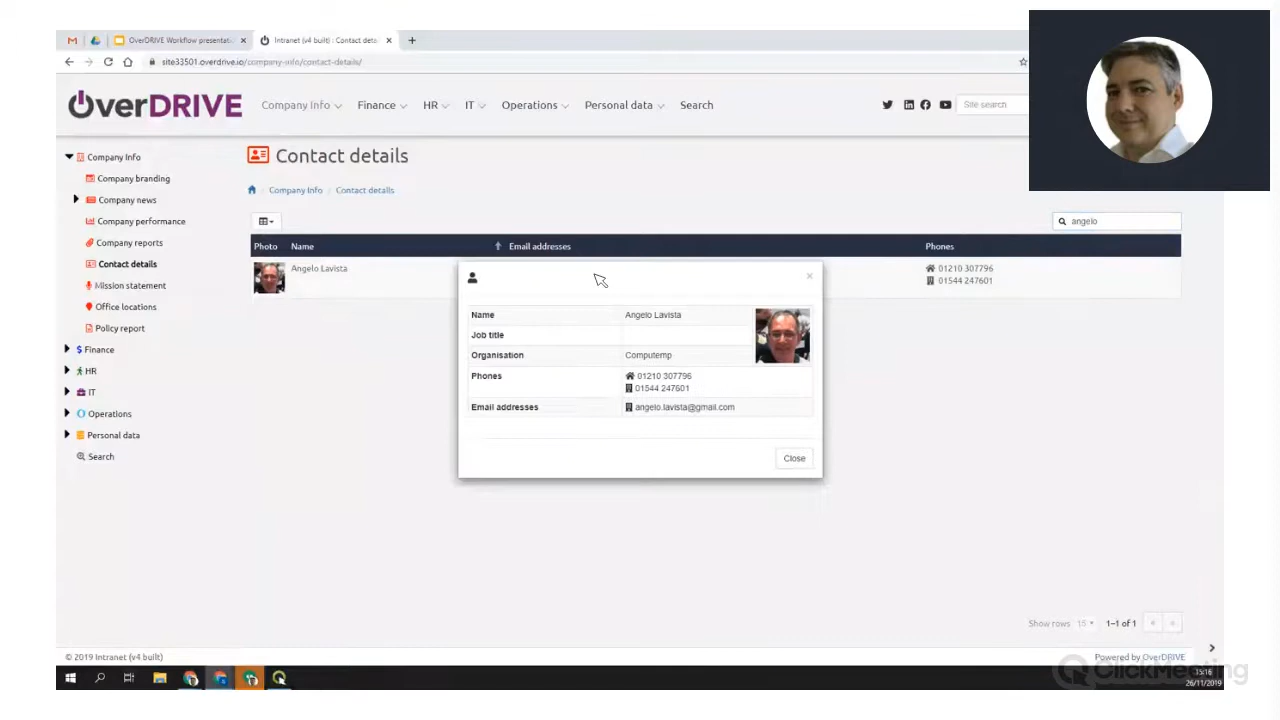 OverDRIVE Workflow presentati
Intranet (v4 built) : Contact deta
site33501.overdrive.io/company-info/contact-details/
OverDRIVE
Company Info Finance HR IT Operations Personal data Search
Site search
Company Info
Company branding
Company news
Company performance
Company reports
Contact details
Mission statement
Office locations
Policy report
Finance
HR
IT
Operations
Personal data
Search
Contact details
Company Info / Contact details
angelo
Photo Name Email addresses Phones
Angelo Lavista
01210 307796
01544 247601
×
Name Angelo Lavista
Job title
Organisation Computemp
Phones 01210 307796
01544 247601
Email addresses angelo.lavista@gmail.com
Close
Show rows 15 1–1 of 1 « »
© 2019 Intranet (v4 built)
Powered by OverDRIVE
ClickMeeting
15:16
26/11/2019